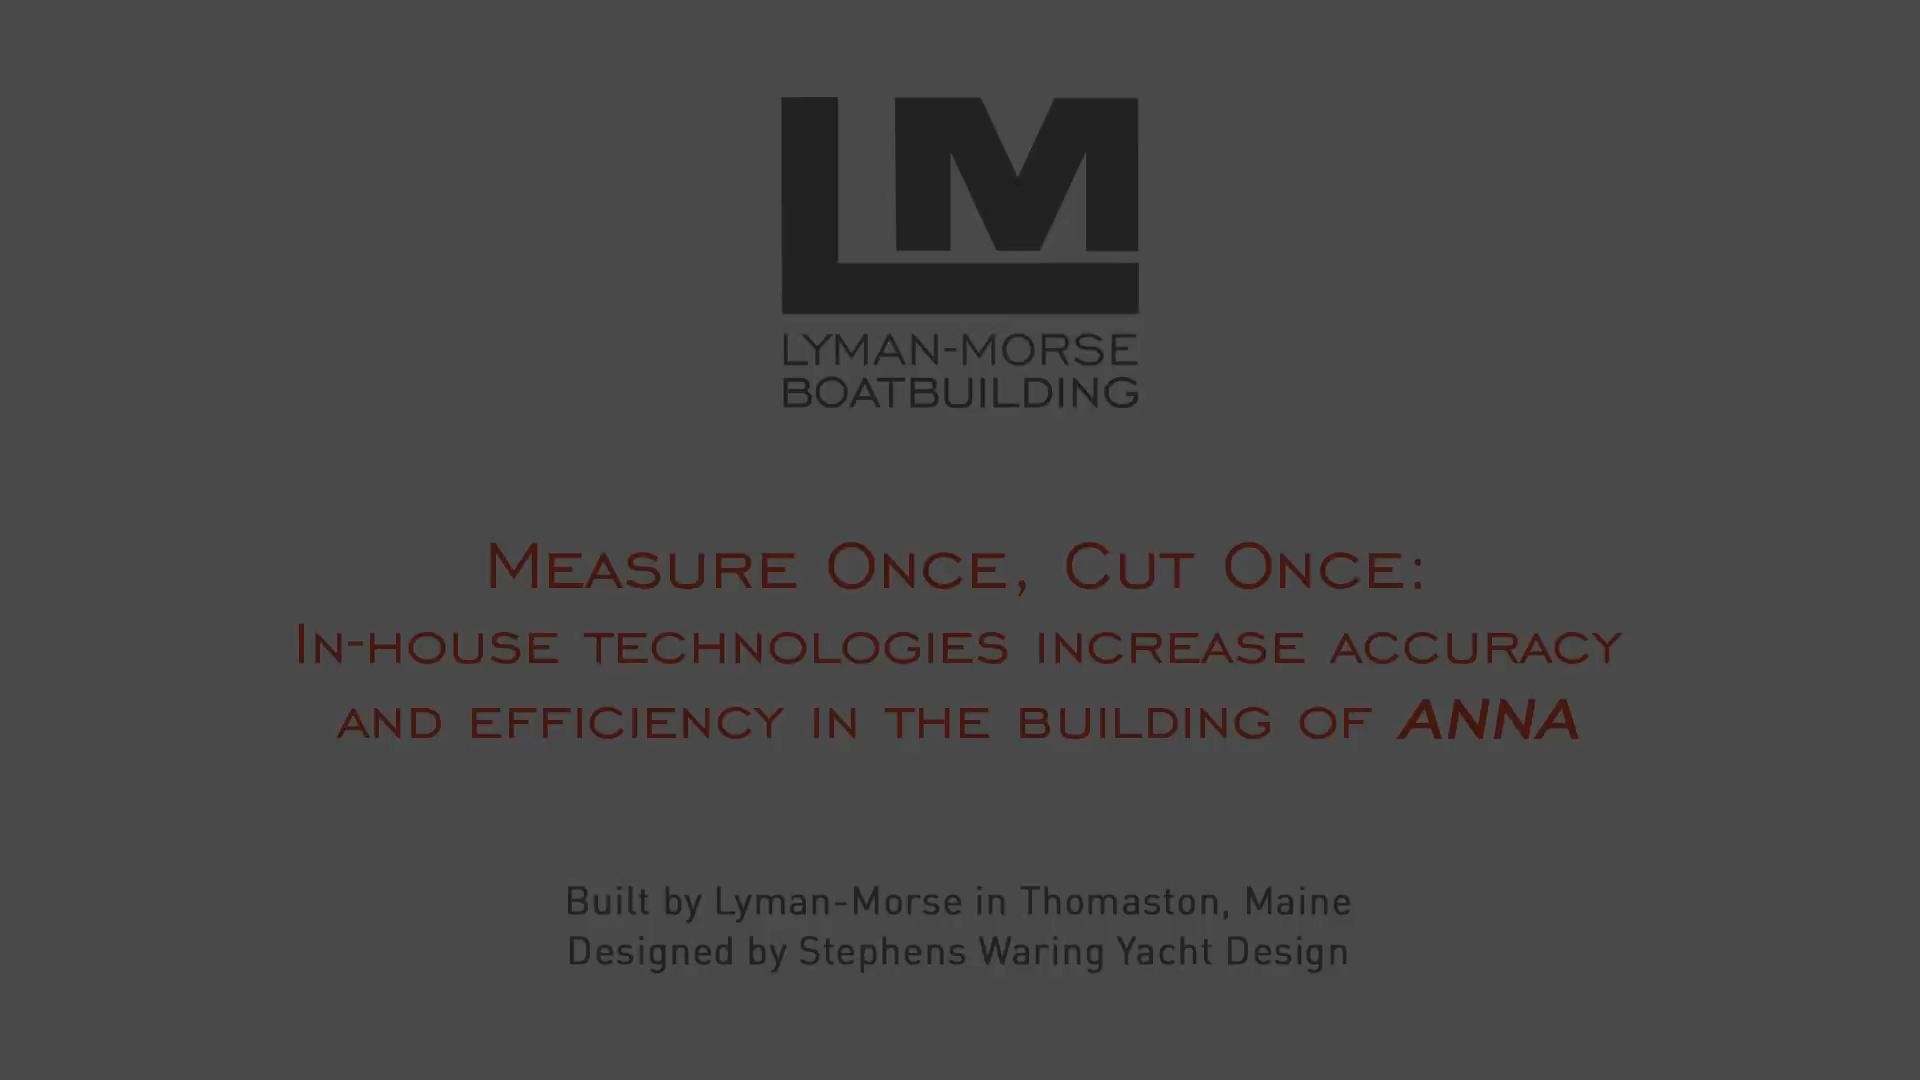 LM
LYMAN-MORSE
BOATBUILDING
MEASURE ONCE, CUT ONCE:
IN-HOUSE TECHNOLOGIES INCREASE ACCURACY
AND EFFICIENCY IN THE BUILDING OF ANNA
Built by Lyman-Morse in Thomaston, Maine
Designed by Stephens Waring Yacht Design